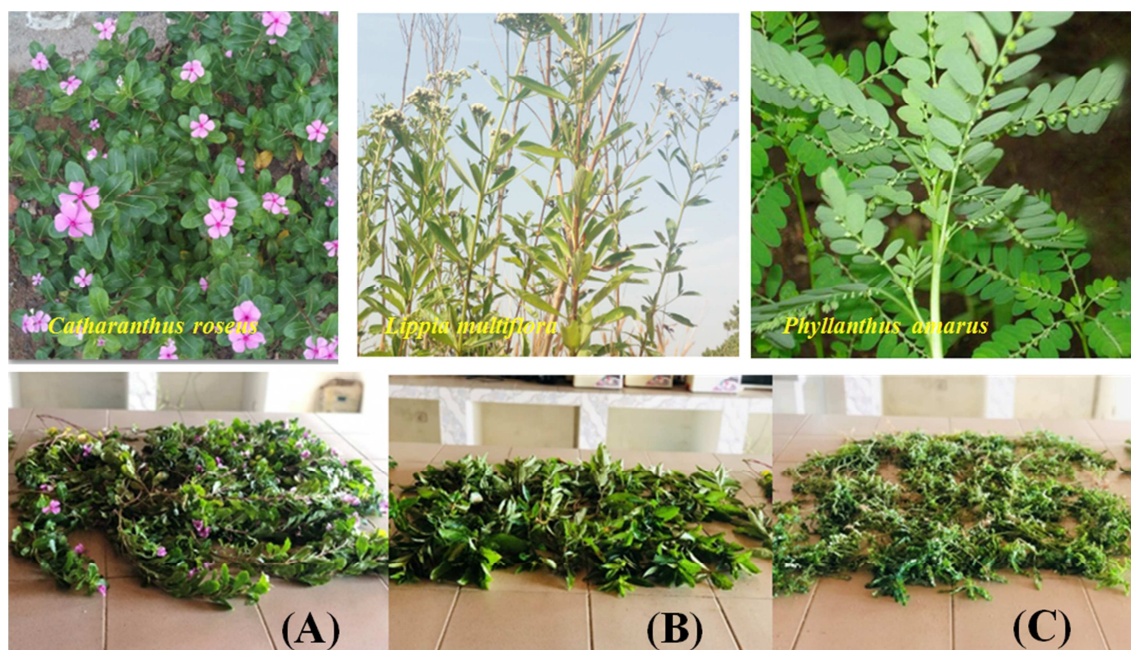 Catharanthus roseus
Lippia multiflora
Phyllanthus amarus
(A)
(B)
(C)